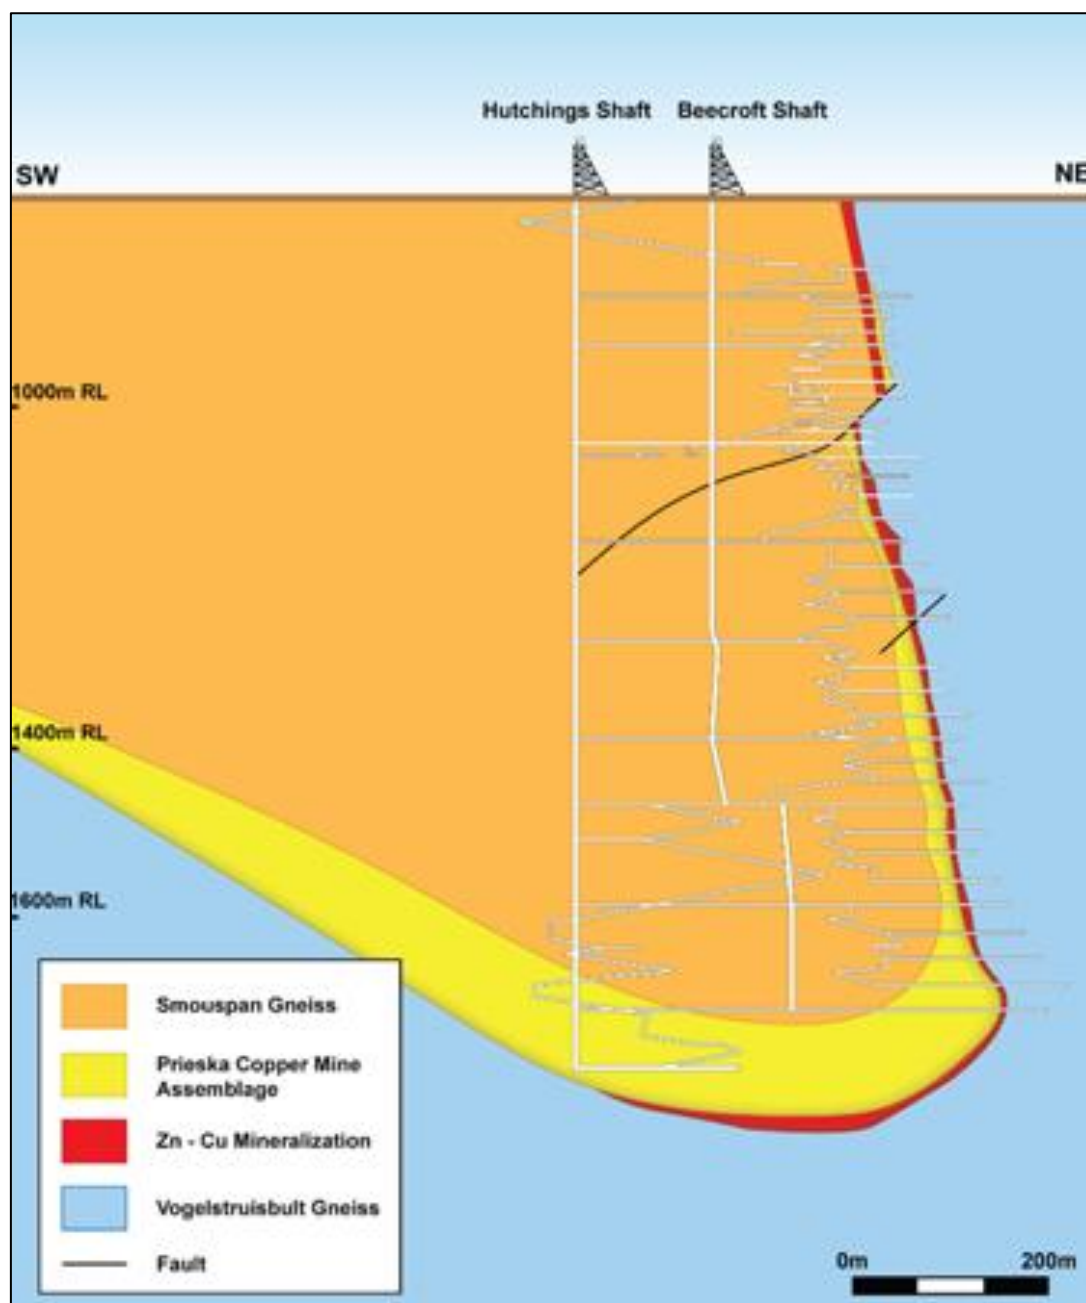 Hutchings Shaft Beecroft Shaft
SW NE
1000m RL
1400m RL
1600m RL
Smouspan Gneiss
Prieska Copper Mine
Assemblage
Zn - Cu Mineralization
Vogelstruisbult Gneiss
Fault
0m 200m